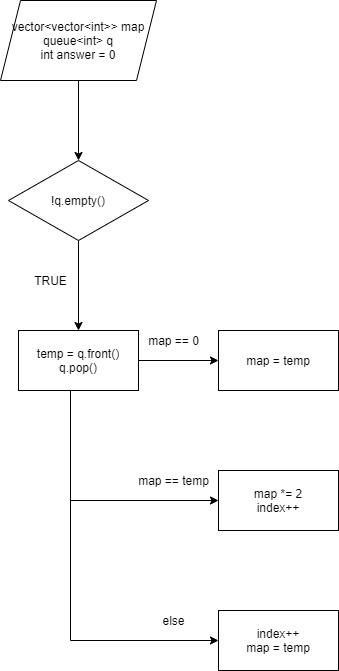 vector<vector<int>> map
queue<int> q
int answer = 0
!q.empty()
TRUE
temp = q.front()
q.pop()
map == 0
map = temp
map == temp
map *= 2
index++
else
index++
map = temp